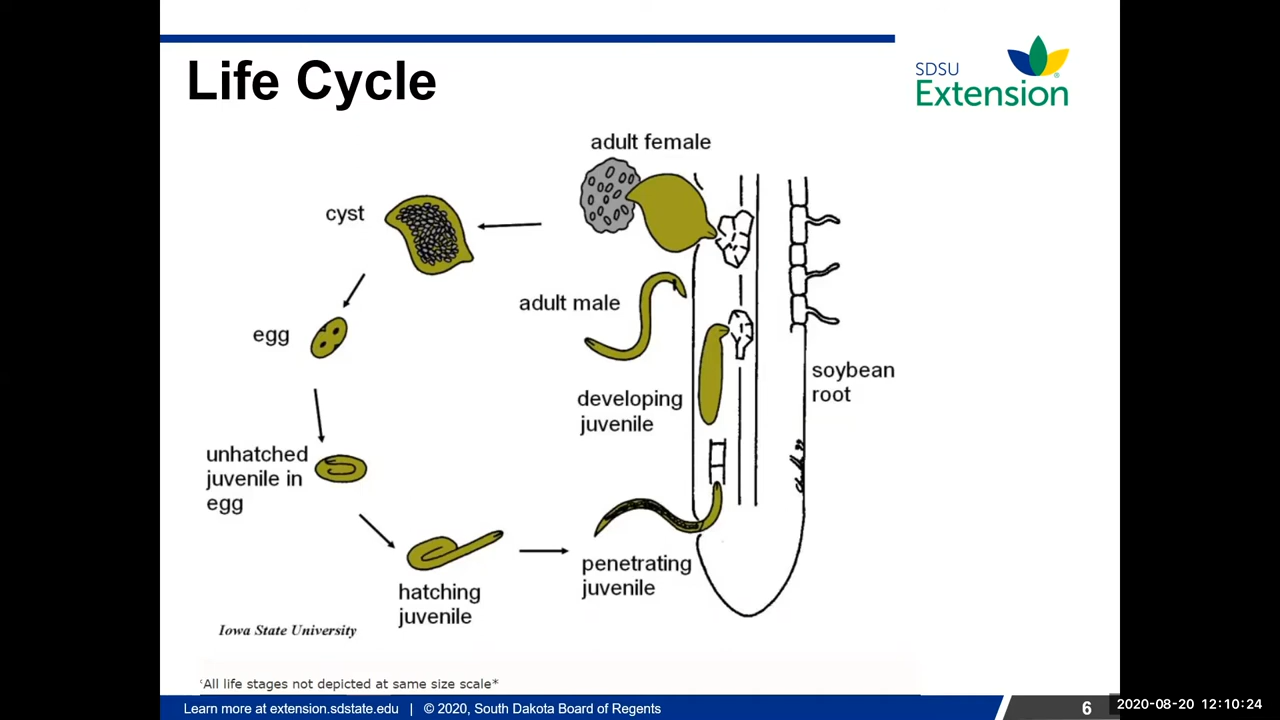 Life Cycle
SDSU
Extension
adult female
cyst
adult male
egg
soybean
root
developing
juvenile
unhatched
juvenile in
egg
penetrating
juvenile
hatching
juvenile
Iowa State University
*All life stages not depicted at same size scale*
Learn more at extension.sdstate.edu | © 2020, South Dakota Board of Regents
6
2020-08-20 12:10:24